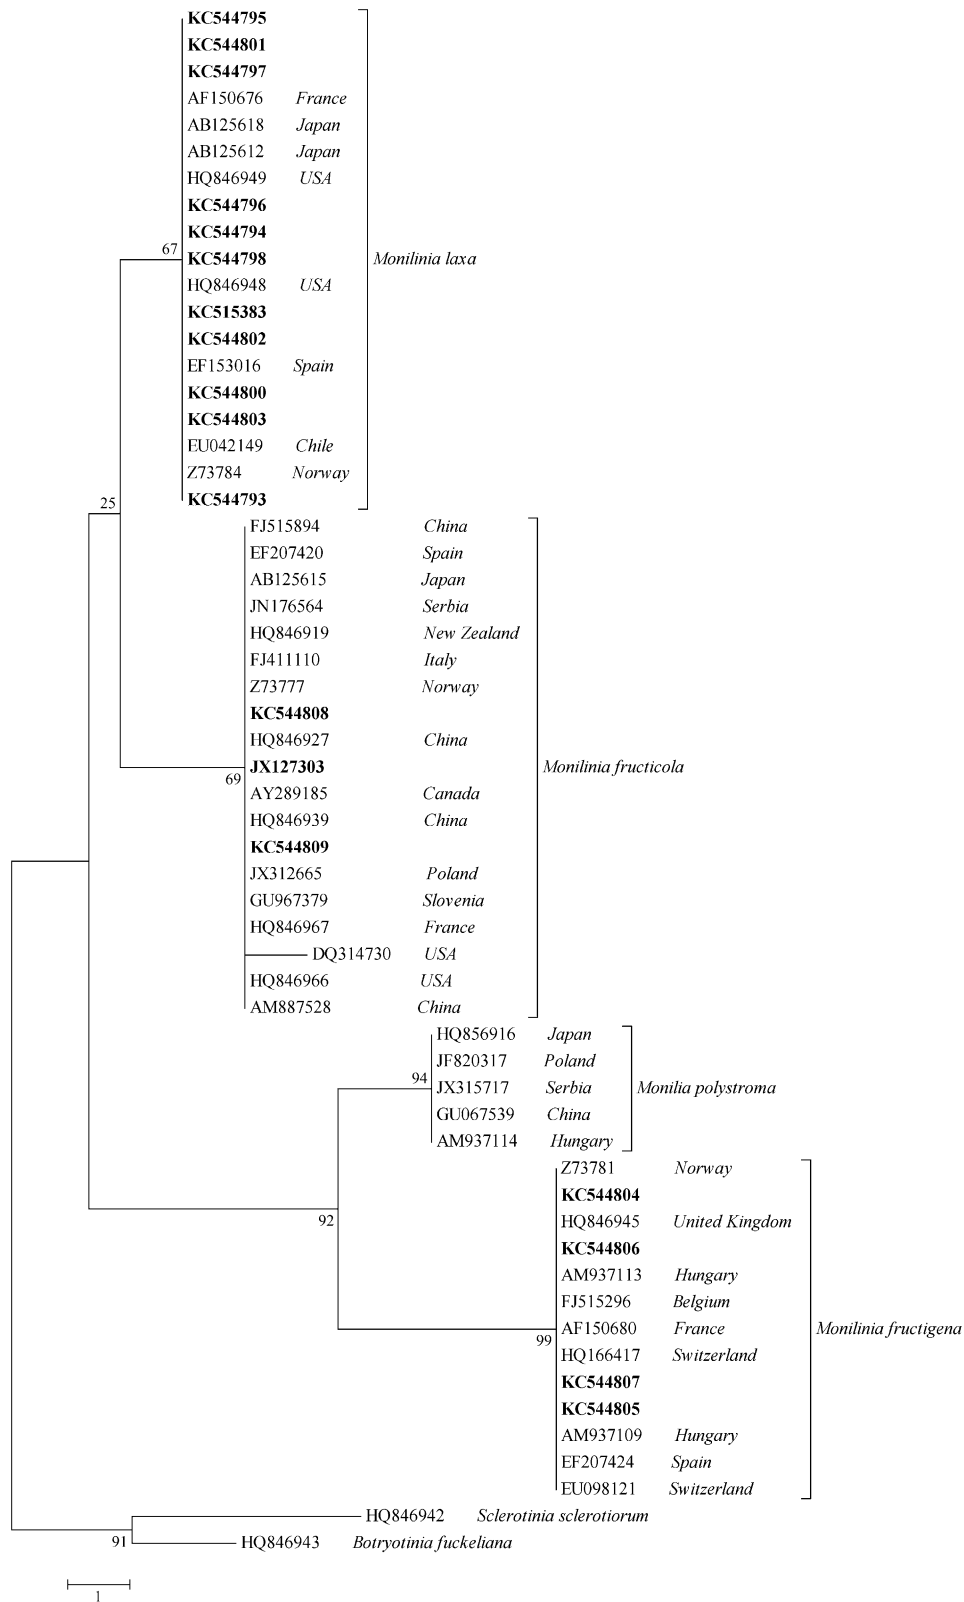 KC544795
KC544801
KC544797
AF150676 France
AB125618 Japan
AB125612 Japan
HQ846949 USA
KC544796
KC544794
67
KC544798 Monilinia laxa
HQ846948 USA
KC515383
KC544802
EF153016 Spain
KC544800
KC544803
EU042149 Chile
Z73784 Norway
KC544793
25
FJ515894 China
EF207420 Spain
AB125615 Japan
JN176564 Serbia
HQ846919 New Zealand
FJ411110 Italy
Z73777 Norway
KC544808
HQ846927 China
JX127303 Monilinia fructicola
69
AY289185 Canada
HQ846939 China
KC544809
JX312665 Poland
GU967379 Slovenia
HQ846967 France
DQ314730 USA
HQ846966 USA
AM887528 China
HQ856916 Japan
JF820317 Poland
94
JX315717 Serbia Monilia polystroma
GU067539 China
AM937114 Hungary
Z73781 Norway
KC544804
HQ846945 United Kingdom
92
KC544806
AM937113 Hungary
FJ515296 Belgium
AF150680 France Monilinia fructigena
99
HQ166417 Switzerland
KC544807
KC544805
AM937109 Hungary
EF207424 Spain
EU098121 Switzerland
HQ846942 Sclerotinia sclerotiorum
91
HQ846943 Botryotinia fuckeliana
1